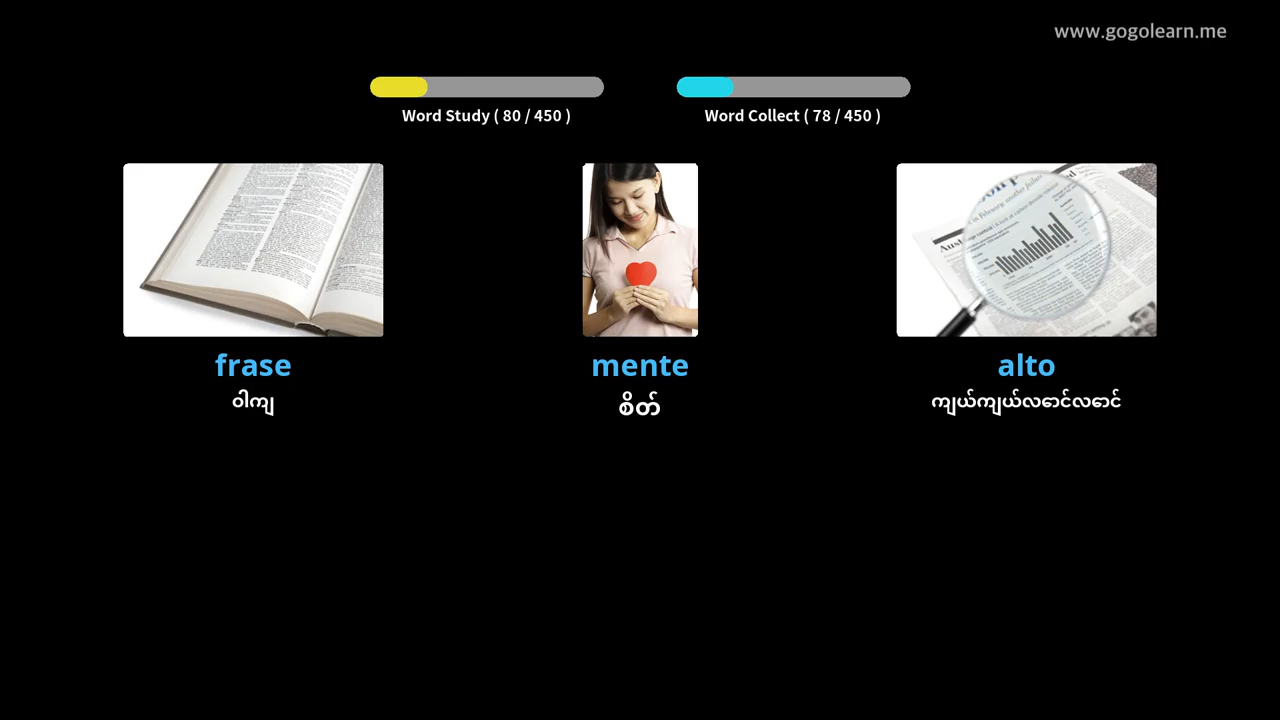 www.gogolearn.me
Word Study ( 80 / 450 )
Word Collect ( 78 / 450 )
frase
mente
alto
ဝါကျ
စိတ်
ကျယ်ကျယ်လောင်လောင်